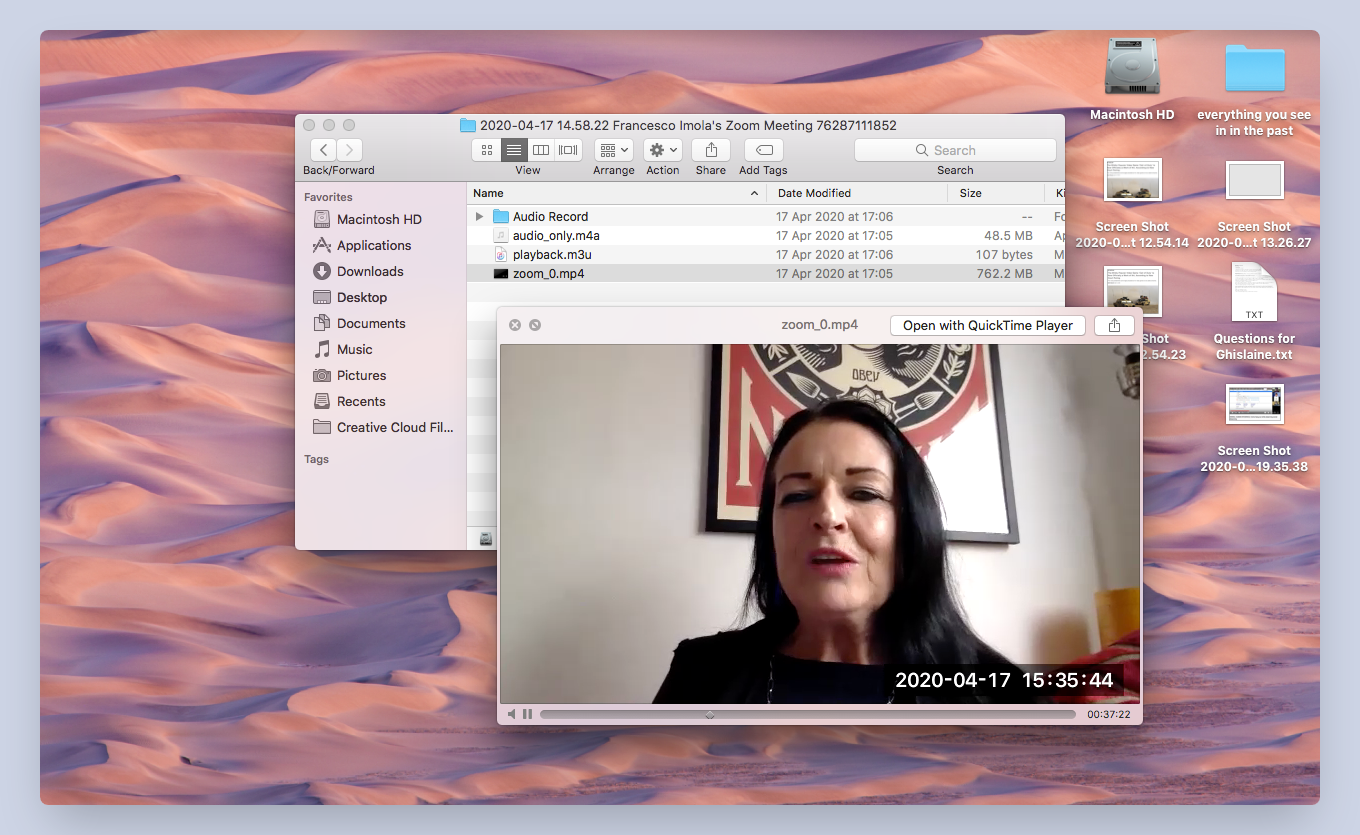 Macintosh HD
everything you see
in in the past
Screen Shot
2020-0...t 12.54.14
Screen Shot
2020-0...t 13.26.27
Shot
2.54.23
Questions for
Ghislaine.txt
TXT
Screen Shot
2020-0...19.35.38
2020-04-17 14.58.22 Francesco Imola's Zoom Meeting 76287111852
Back/Forward
View
Arrange
Action
Share
Add Tags
Search
Search
Favorites
Macintosh HD
Applications
Downloads
Desktop
Documents
Music
Pictures
Recents
Creative Cloud Fil...
Tags
Name Date Modified Size Ki
Audio Record 17 Apr 2020 at 17:06 -- Fo
audio_only.m4a 17 Apr 2020 at 17:05 48.5 MB Ap
playback.m3u 17 Apr 2020 at 17:06 107 bytes M
zoom_0.mp4 17 Apr 2020 at 17:05 762.2 MB M
zoom_0.mp4 Open with QuickTime Player
OBEY
2020-04-17 15:35:44
00:37:22